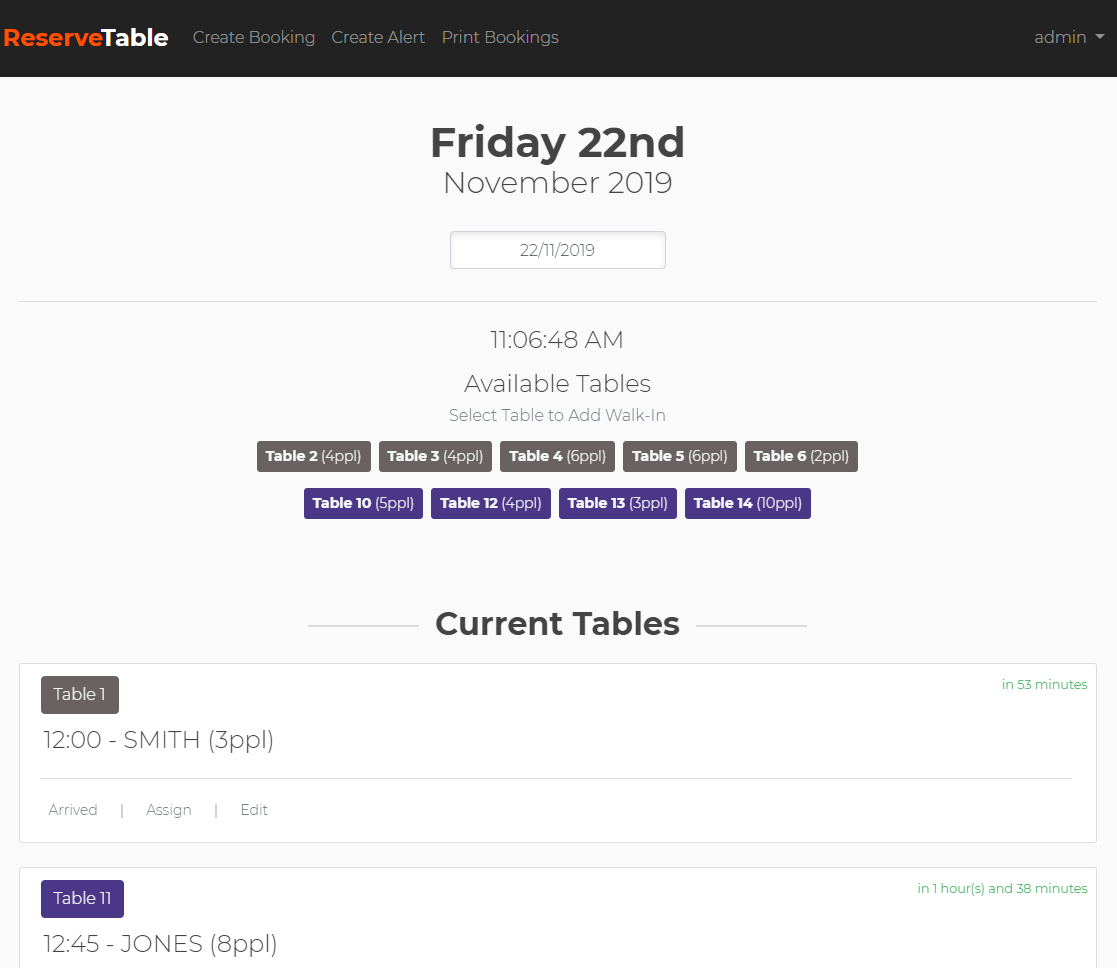 ReserveTable Create Booking Create Alert Print Bookings admin
Friday 22nd
November 2019
22/11/2019
11:06:48 AM
Available Tables
Select Table to Add Walk-In
Table 2 (4ppl) Table 3 (4ppl) Table 4 (6ppl) Table 5 (6ppl) Table 6 (2ppl)
Table 10 (5ppl) Table 12 (4ppl) Table 13 (3ppl) Table 14 (10ppl)
Current Tables
Table 1 in 53 minutes
12:00 - SMITH (3ppl)
Arrived | Assign | Edit
Table 11 in 1 hour(s) and 38 minutes
12:45 - JONES (8ppl)